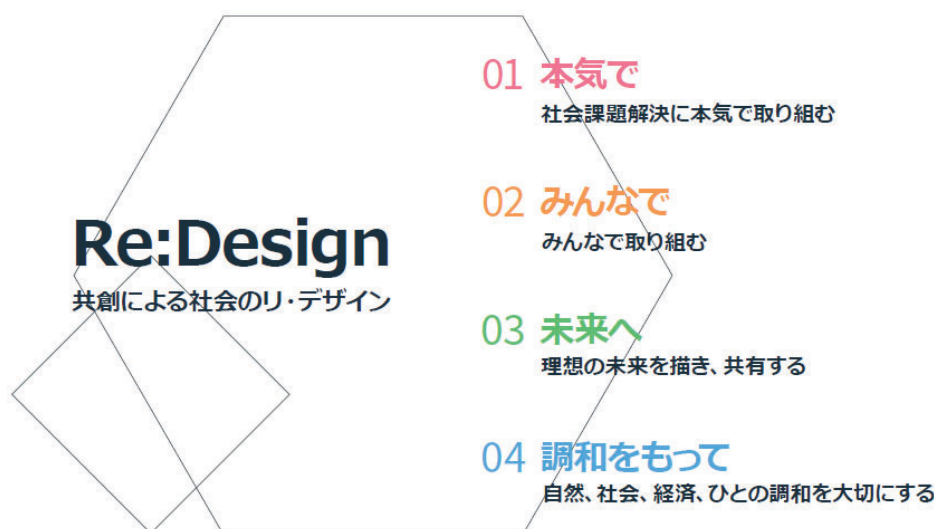 Re:Design
共創による社会のリ・デザイン
01 本気で
社会課題解決に本気で取り組む
02 みんなで
みんなで取り組む
03 未来へ
理想の未来を描き、共有する
04 調和をもって
自然、社会、経済、ひとの調和を大切にする